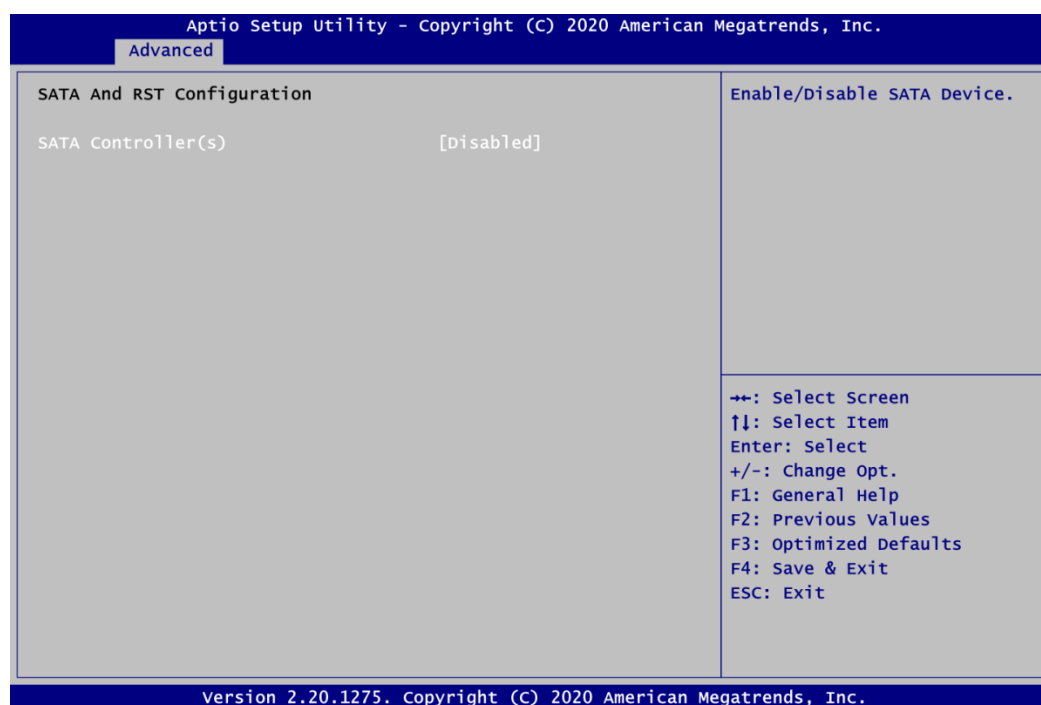 Aptio Setup Utility – Copyright (C) 2020 American Megatrends, Inc.
Advanced
SATA And RST Configuration
SATA Controller(s) [Disabled]
Enable/Disable SATA Device.
→←: Select Screen
↑↓: Select Item
Enter: Select
+/-: Change Opt.
F1: General Help
F2: Previous Values
F3: Optimized Defaults
F4: Save & Exit
ESC: Exit
Version 2.20.1275. Copyright (C) 2020 American Megatrends, Inc.